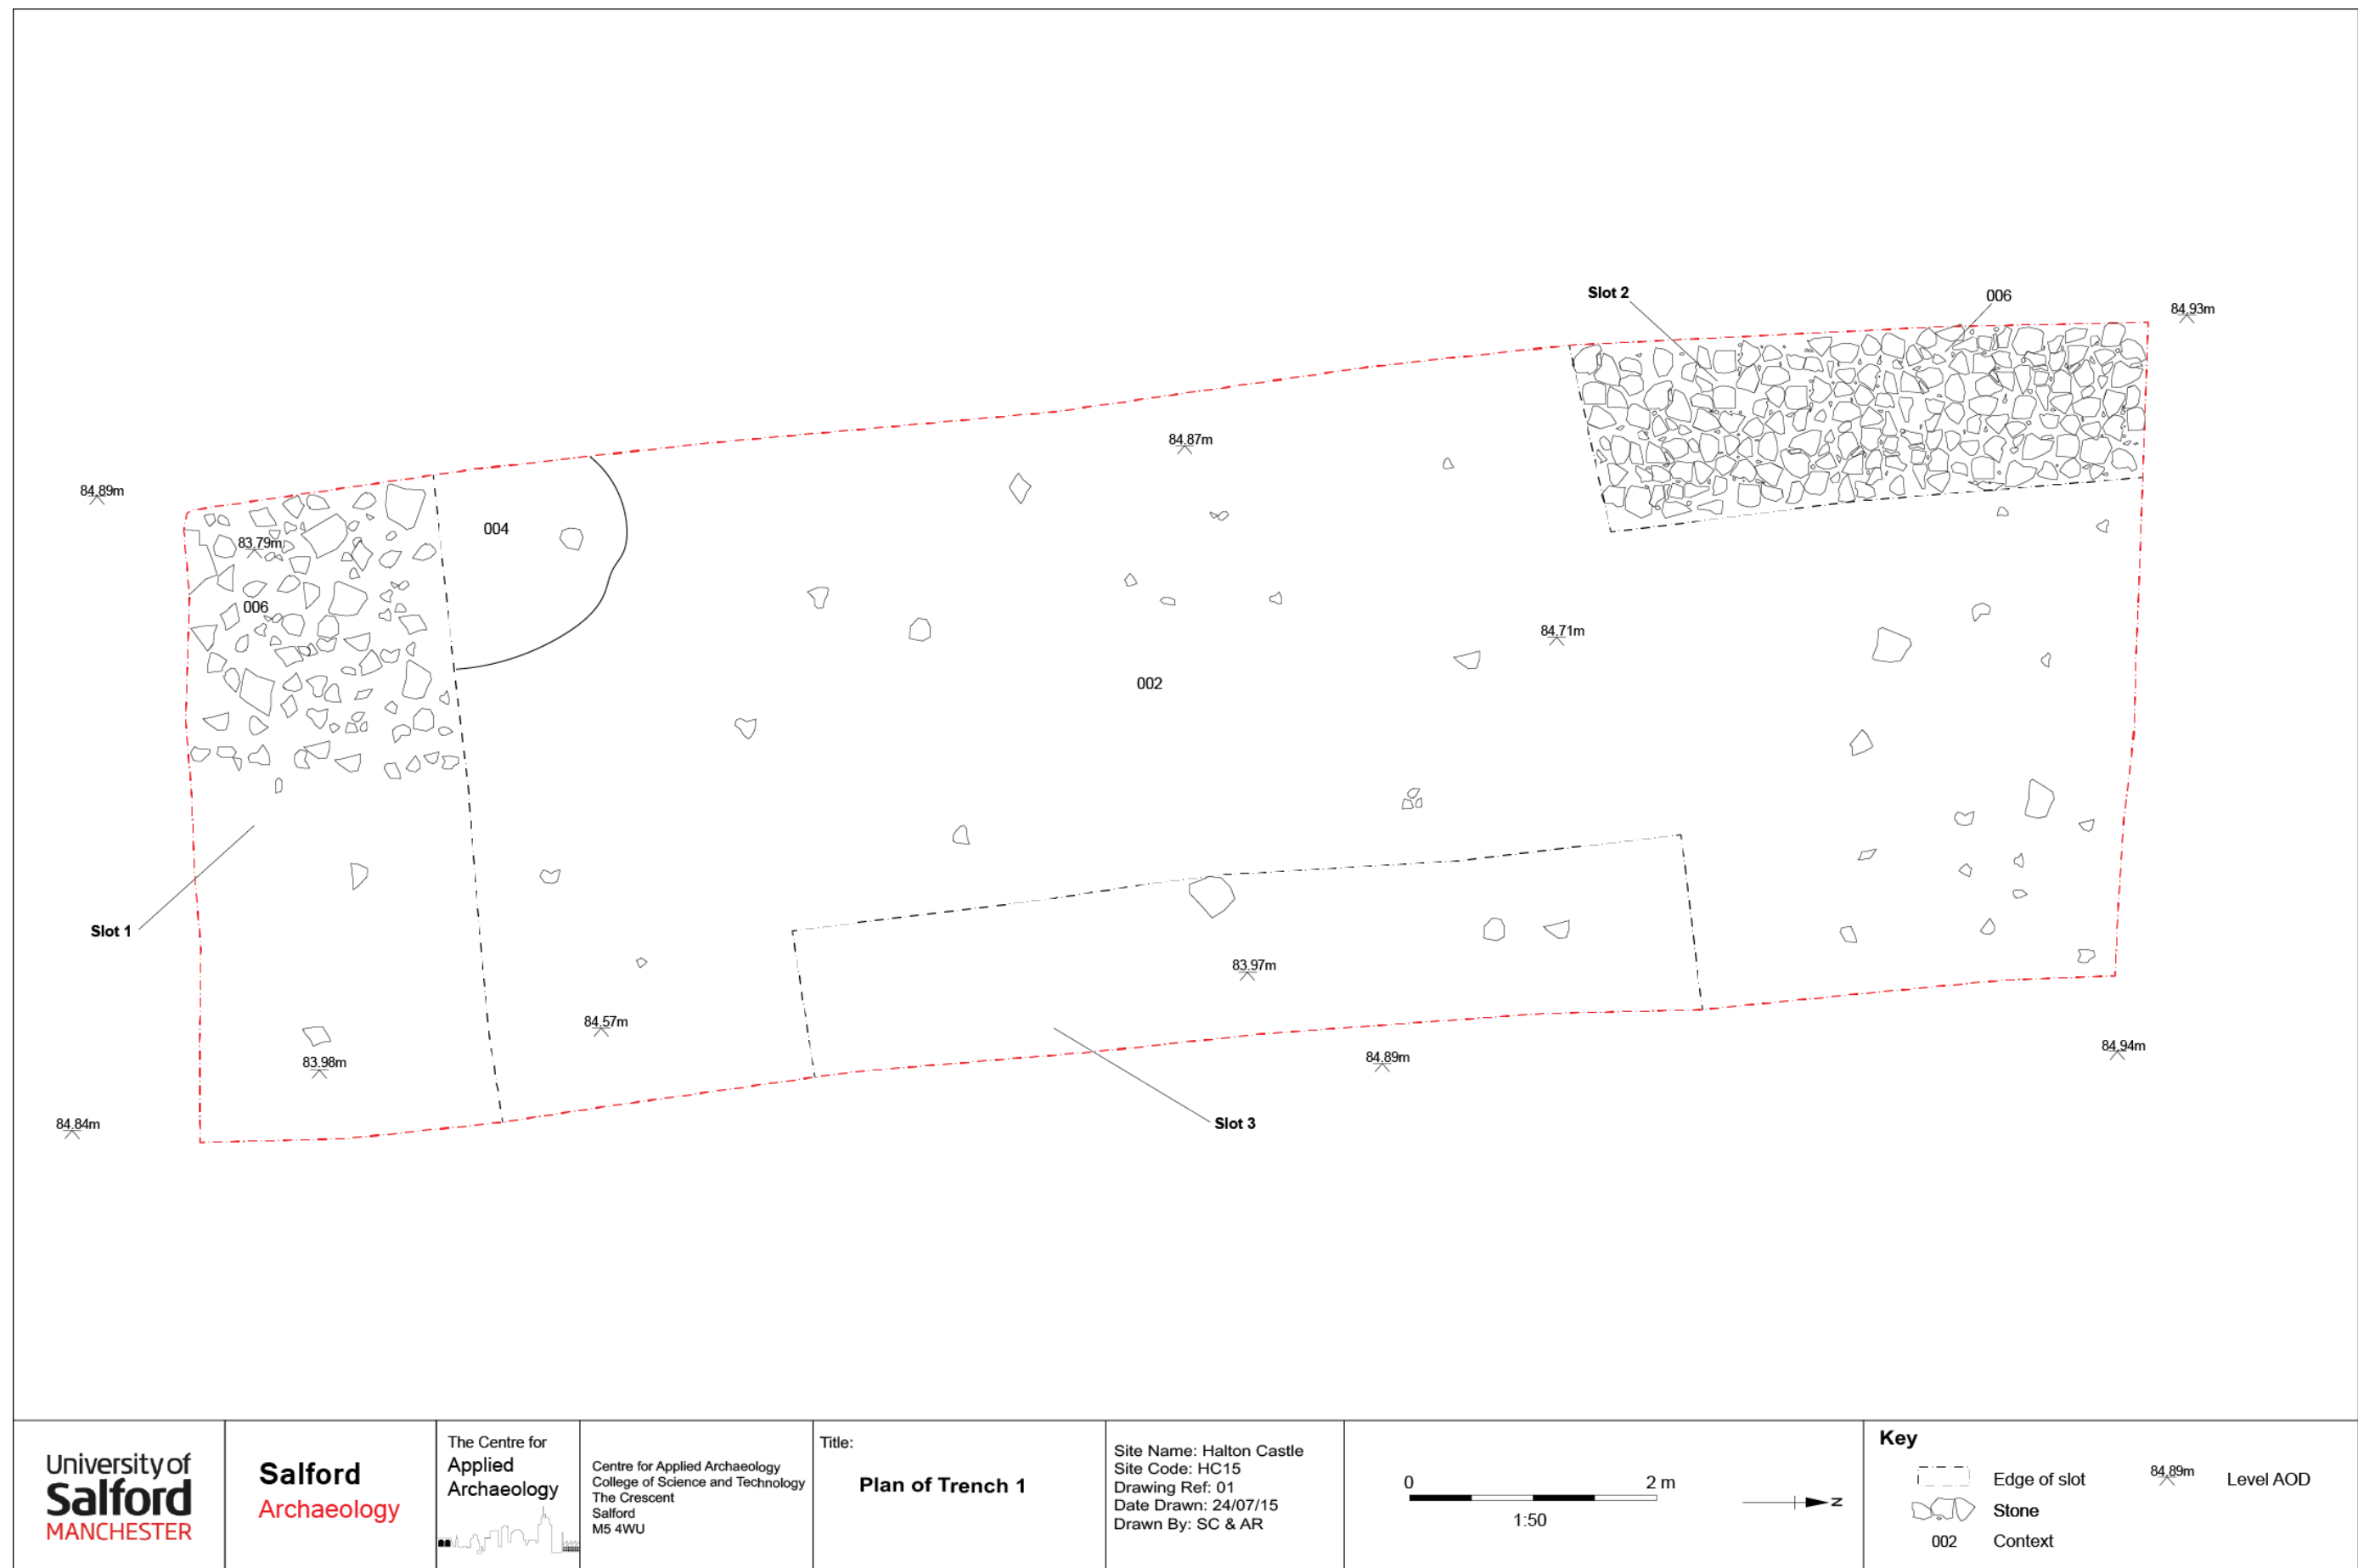 Slot 2
006
84.93m
84.87m
84.89m
004
83.79m
006
84.71m
002
Slot 1
83.97m
84.57m
84.89m
84.94m
83.98m
84.84m
Slot 3
University of
Salford
MANCHESTER
Salford
Archaeology
The Centre for
Applied
Archaeology
Centre for Applied Archaeology
College of Science and Technology
The Crescent
Salford
M5 4WU
Title:
Plan of Trench 1
Site Name: Halton Castle
Site Code: HC15
Drawing Ref: 01
Date Drawn: 24/07/15
Drawn By: SC & AR
0 2 m
1:50
N
Key
Edge of slot
84.89m Level AOD
Stone
002 Context